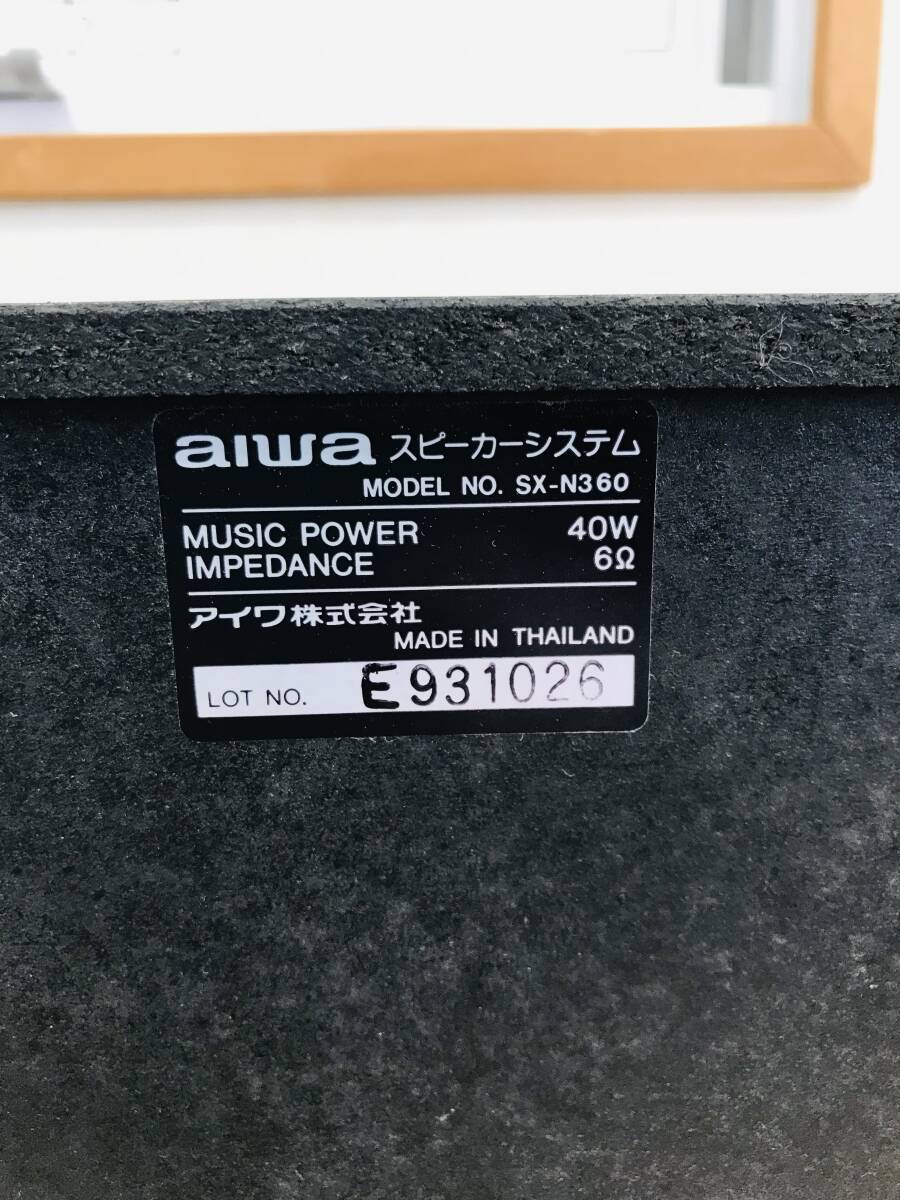 aiwa スピーカーシステム
MODEL NO. SX-N360
MUSIC POWER 40W
IMPEDANCE 6Ω
アイワ株式会社
MADE IN THAILAND
LOT NO. E931026